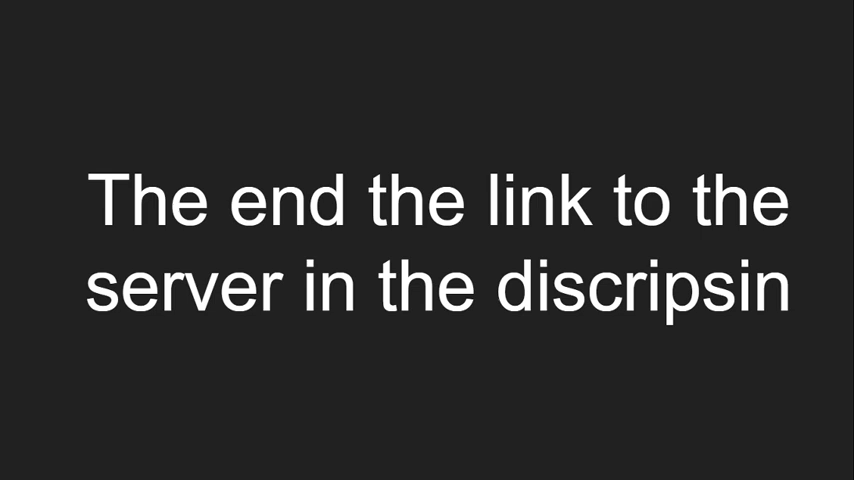 The end the link to the
server in the discripsin